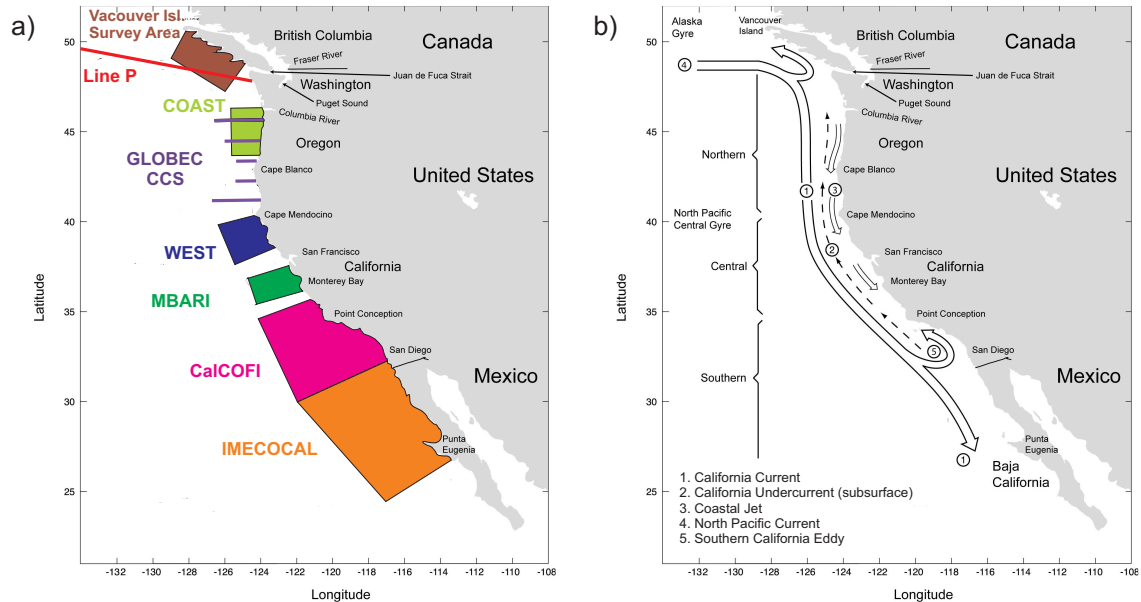 a)
Vacouver Isl.
Survey Area
Line P
COAST
GLOBEC
CCS
WEST
MBARI
CalCOFI
IMECOCAL
British Columbia
Canada
Fraser River
Juan de Fuca Strait
Washington
Puget Sound
Columbia River
Oregon
Cape Blanco
United States
Cape Mendocino
San Francisco
California
Monterey Bay
Point Conception
San Diego
Mexico
Punta
Eugenia
Latitude
50
45
40
35
30
25
-132 -130 -128 -126 -124 -122 -120 -118 -116 -114 -112 -110 -108
Longitude
b)
Alaska
Gyre
Vancouver
Island
British Columbia
Canada
Fraser River
Juan de Fuca Strait
Washington
Puget Sound
Columbia River
Oregon
Northern
Cape Blanco
United States
North Pacific
Central Gyre
Cape Mendocino
San Francisco
California
Central
Monterey Bay
Point Conception
San Diego
Southern
Mexico
Punta
Eugenia
Baja
California
4
1
3
2
5
1
1. California Current
2. California Undercurrent (subsurface)
3. Coastal Jet
4. North Pacific Current
5. Southern California Eddy
Latitude
50
45
40
35
30
25
-132 -130 -128 -126 -124 -122 -120 -118 -116 -114 -112 -110 -108
Longitude